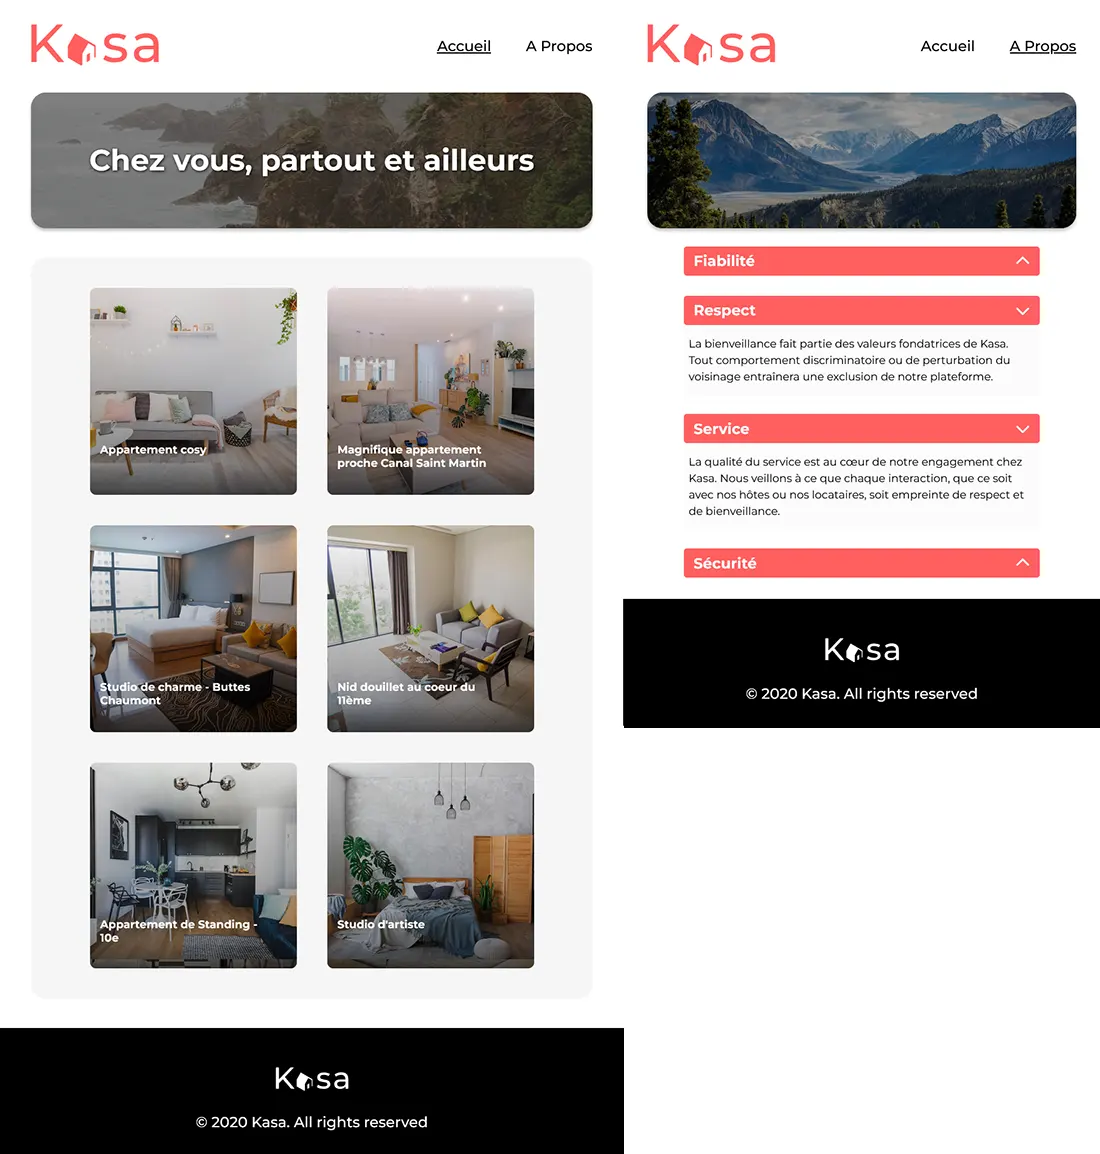 Kasa
Accueil A Propos
Chez vous, partout et ailleurs
Appartement cosy
Magnifique appartement
proche Canal Saint Martin
Studio de charme - Buttes
Chaumont
Nid douillet au coeur du
11ème
Appartement de Standing -
10e
Studio d'artiste
Kasa
© 2020 Kasa. All rights reserved
Kasa
Accueil A Propos
Fiabilité
Respect
La bienveillance fait partie des valeurs fondatrices de Kasa.
Tout comportement discriminatoire ou de perturbation du
voisinage entraînera une exclusion de notre plateforme.
Service
La qualité du service est au cœur de notre engagement chez
Kasa. Nous veillons à ce que chaque interaction, que ce soit
avec nos hôtes ou nos locataires, soit empreinte de respect et
de bienveillance.
Sécurité
Kasa
© 2020 Kasa. All rights reserved